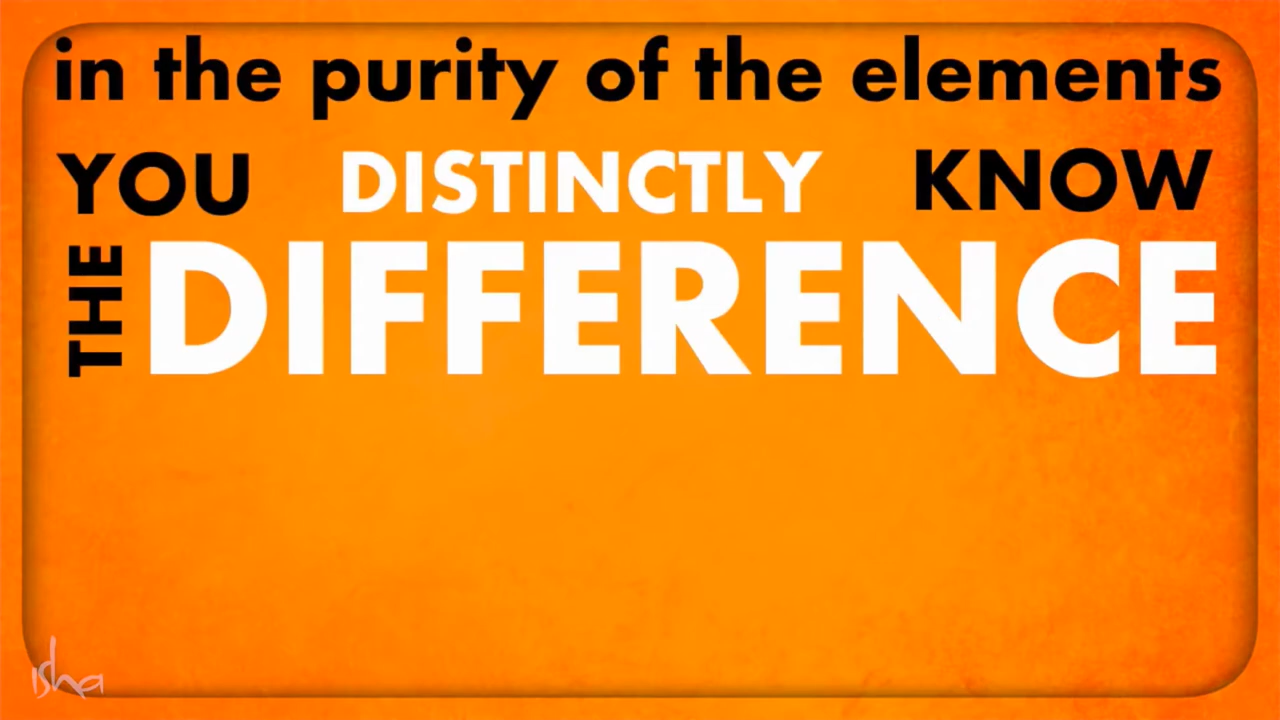 in the purity of the elements
YOU DISTINCTLY KNOW
THE DIFFERENCE
isha